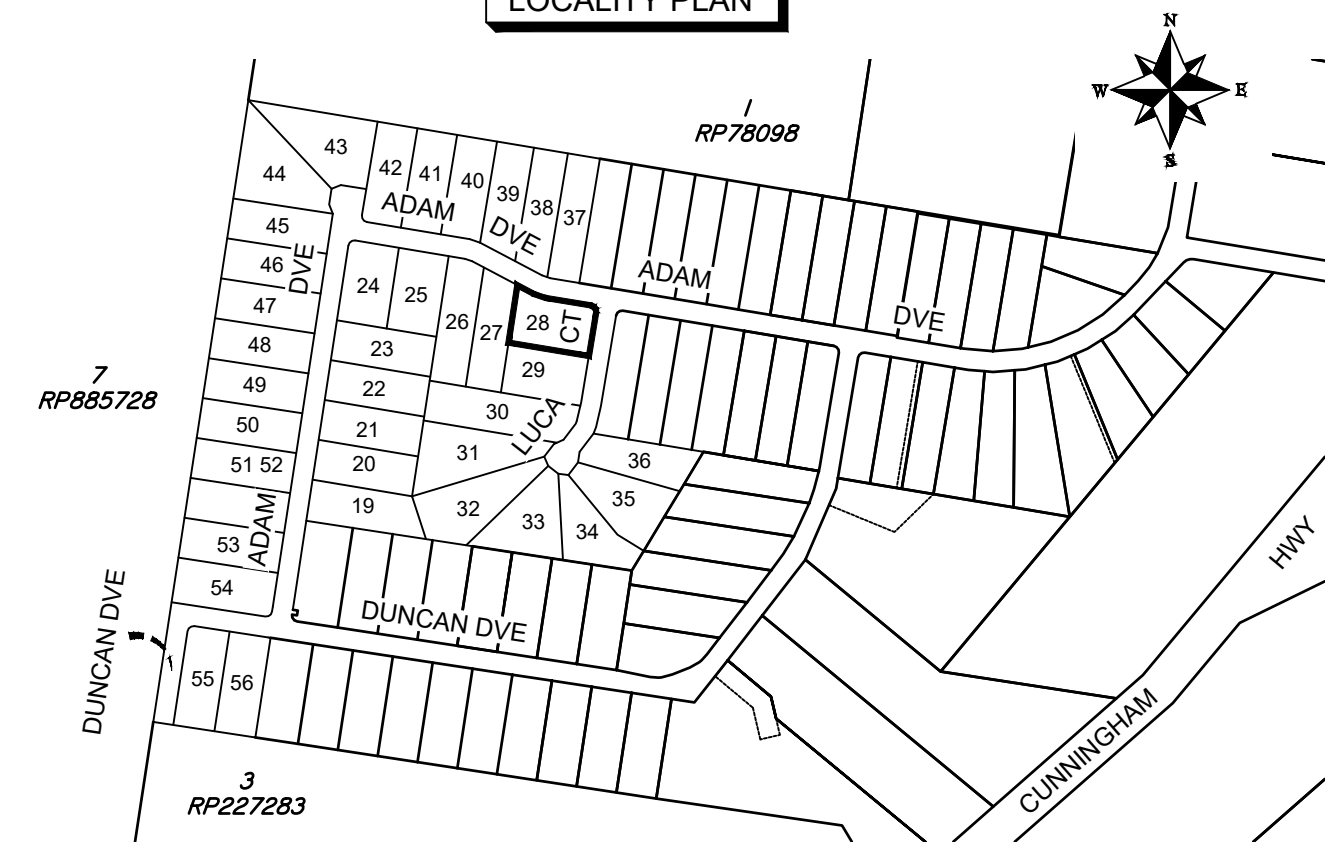 LOCALITY PLAN
N
W E
S
1
RP78098
43
44
42
41
40
39
38
37
ADAM
DVE
ADAM
DVE
45
46
DVE
47
48
49
50
51 52
53
54
ADAM
24
25
26
27
28
CT
29
23
22
21
20
19
30
LUCA
31
32
33
34
35
36
7
RP885728
DUNCAN DVE
DUNCAN DVE
55
56
3
RP227283
CUNNINGHAM
HWY